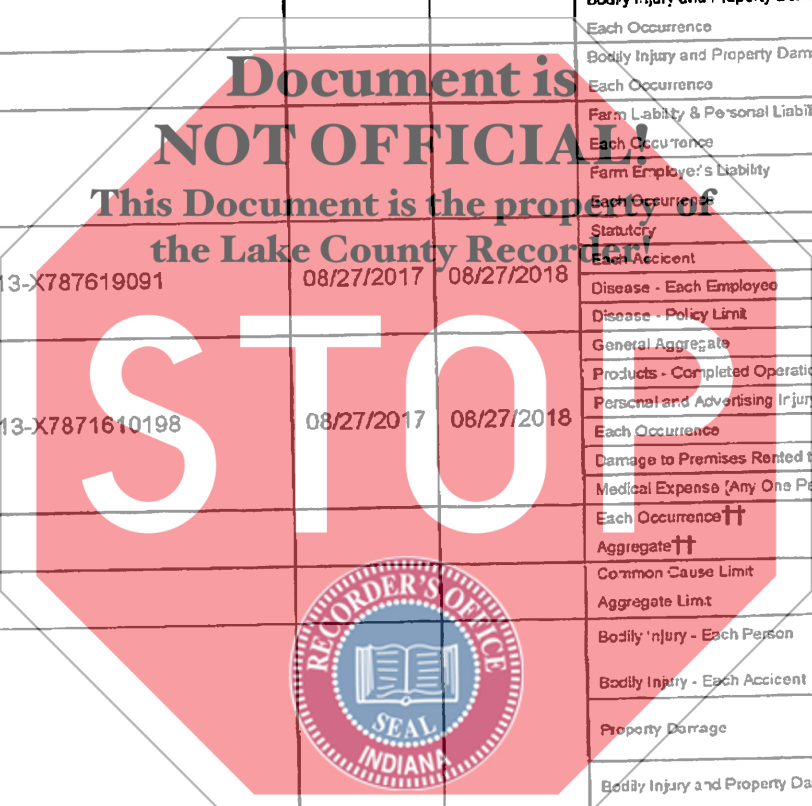 Each Occurrence
Bodily Injury and Property Dam
Document is
Each Occurrence
Farm Liability & Personal Liabil
NOT OFFICIAL!
Each Occurrence
Farm Employer's Liability
This Document is the property of
Each Occurrence
Statutory
the Lake County Recorder!
Each Accident
13-X787619091 08/27/2017 08/27/2018
Disease - Each Employee
Disease - Policy Limit
General Aggregate
Products - Completed Operatio
Personal and Advertising Injury
13-X7871610198 08/27/2017 08/27/2018
Each Occurrence
STOP
Damage to Premises Rented t
Medical Expense (Any One Pe
Each Occurrence††
Aggregate††
Common Cause Limit
Aggregate Limit
RECORDER'S OFFICE
Bodily Injury - Each Person
Bodily Injury - Each Accident
SEAL
Property Damage
INDIANA
Bodily Injury and Property Da